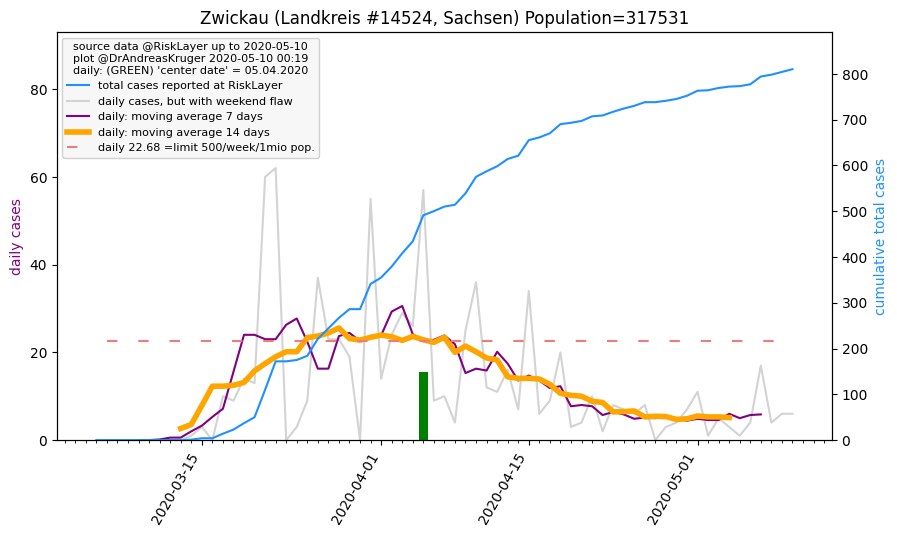 Zwickau (Landkreis #14524, Sachsen) Population=317531
source data @RiskLayer up to 2020-05-10
plot @DrAndreasKruger 2020-05-10 00:19
daily: (GREEN) 'center date' = 05.04.2020
total cases reported at RiskLayer
daily cases, but with weekend flaw
daily: moving average 7 days
daily: moving average 14 days
daily 22.68 =limit 500/week/1mio pop.
daily cases
80
60
40
20
0
cumulative total cases
800
700
600
500
400
300
200
100
0
2020-03-15
2020-04-01
2020-04-15
2020-05-01